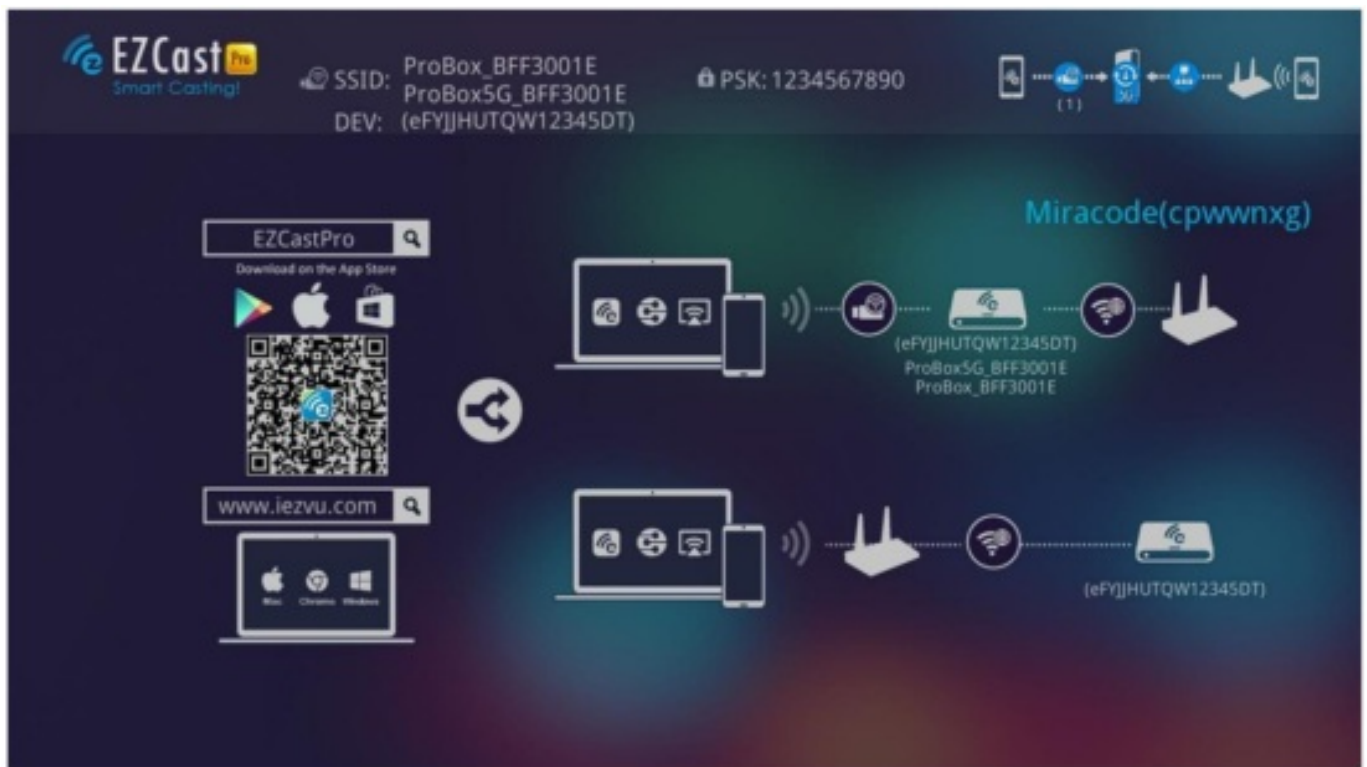 EZCast Pro
Smart Casting!
SSID: ProBox_BFF3001E
ProBox5G_BFF3001E
DEV: (eFYJJHUTQW12345DT)
PSK: 1234567890
(1)
5G
Miracode(cpwwnxg)
EZCastPro
Download on the App Store
www.iezvu.com
Mac Chrome Windows
(eFYJJHUTQW12345DT)
ProBox5G_BFF3001E
ProBox_BFF3001E
(eFYJJHUTQW12345DT)